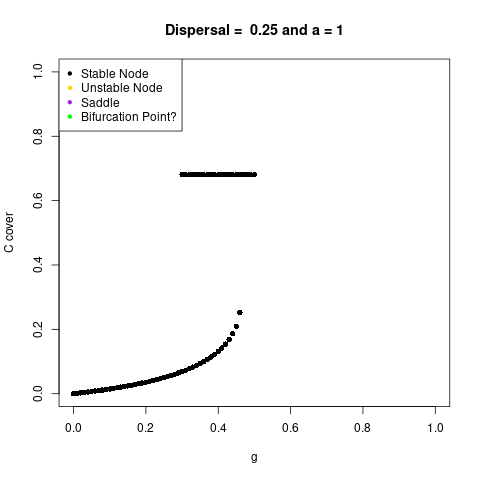 Dispersal = 0.25 and a = 1
Stable Node
Unstable Node
Saddle
Bifurcation Point?
C cover
1.0
0.8
0.6
0.4
0.2
0.0
0.0 0.2 0.4 0.6 0.8 1.0
g